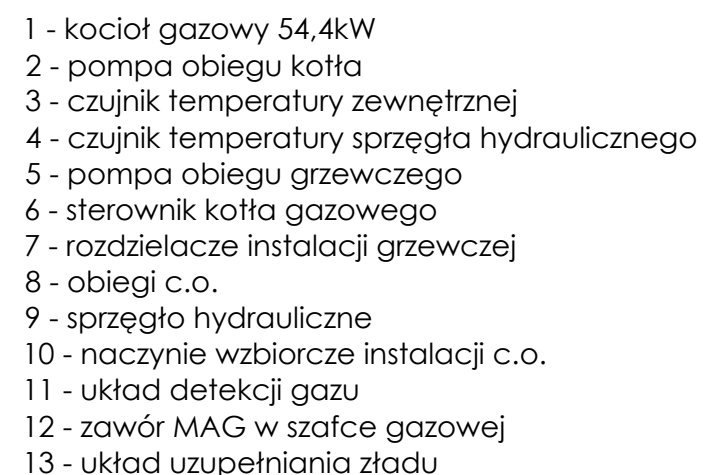 1 - kocioł gazowy 54,4kW
2 - pompa obiegu kotła
3 - czujnik temperatury zewnętrznej
4 - czujnik temperatury sprzęgła hydraulicznego
5 - pompa obiegu grzewczego
6 - sterownik kotła gazowego
7 - rozdzielacze instalacji grzewczej
8 - obiegi c.o.
9 - sprzęgło hydrauliczne
10 - naczynie wzbiorcze instalacji c.o.
11 - układ detekcji gazu
12 - zawór MAG w szafce gazowej
13 - układ uzupełniania zładu